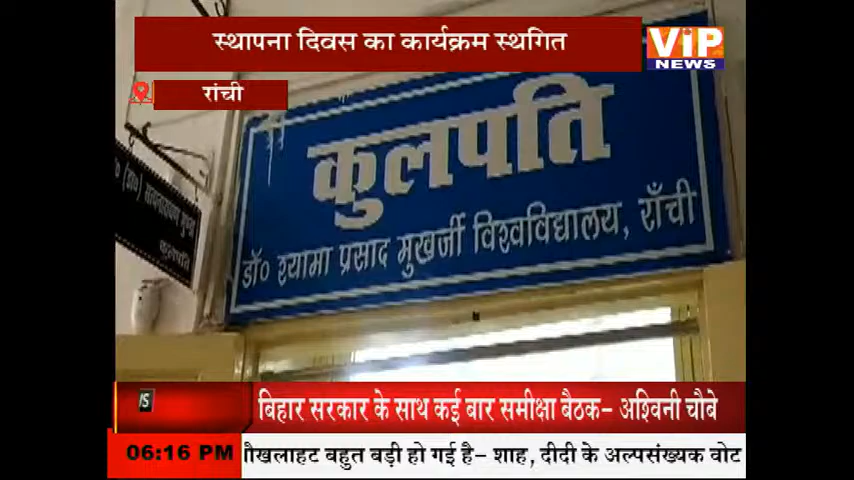 स्थापना दिवस का कार्यक्रम स्थगित
VIP
NEWS
रांची
कुलपति
डॉ० श्यामा प्रसाद मुखर्जी विश्वविद्यालय, राँची
कुलपति
बिहार सरकार के साथ कई बार समीक्षा बैठक- अश्विनी चौबे
06:16 PM
बहुत बड़ी हो गई है- शाह, दीदी के अल्पसंख्यक वोट